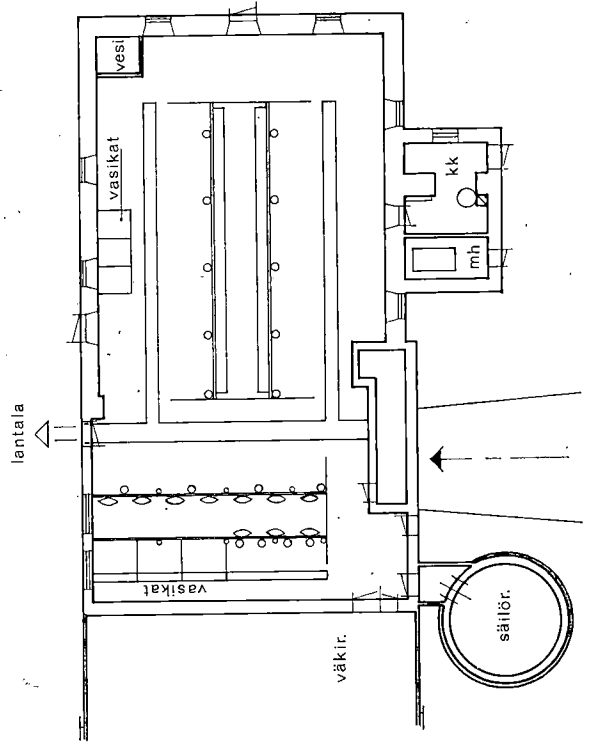 lantala
vesi
vasikat
kk
mh
vasikat
väkir.
säilör.